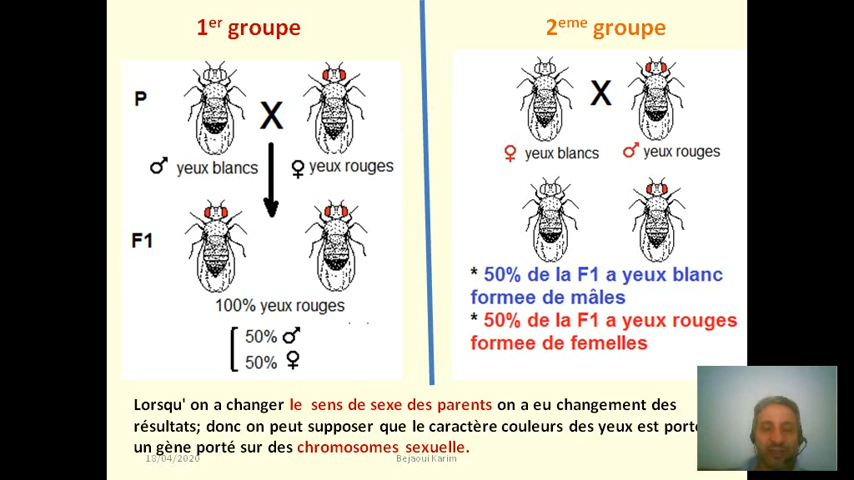 1er groupe
2eme groupe
P
X
♂ yeux blancs
♀ yeux rouges
F1
100% yeux rouges
50% ♂
50% ♀
X
♀ yeux blancs
♂ yeux rouges
* 50% de la F1 a yeux blanc
formee de mâles
* 50% de la F1 a yeux rouges
formee de femelles
Lorsqu' on a changer le sens de sexe des parents on a eu changement des
résultats; donc on peut supposer que le caractère couleurs des yeux est
un gène porté sur des chromosomes sexuelle.
18/04/2020
Bejaoui Karim